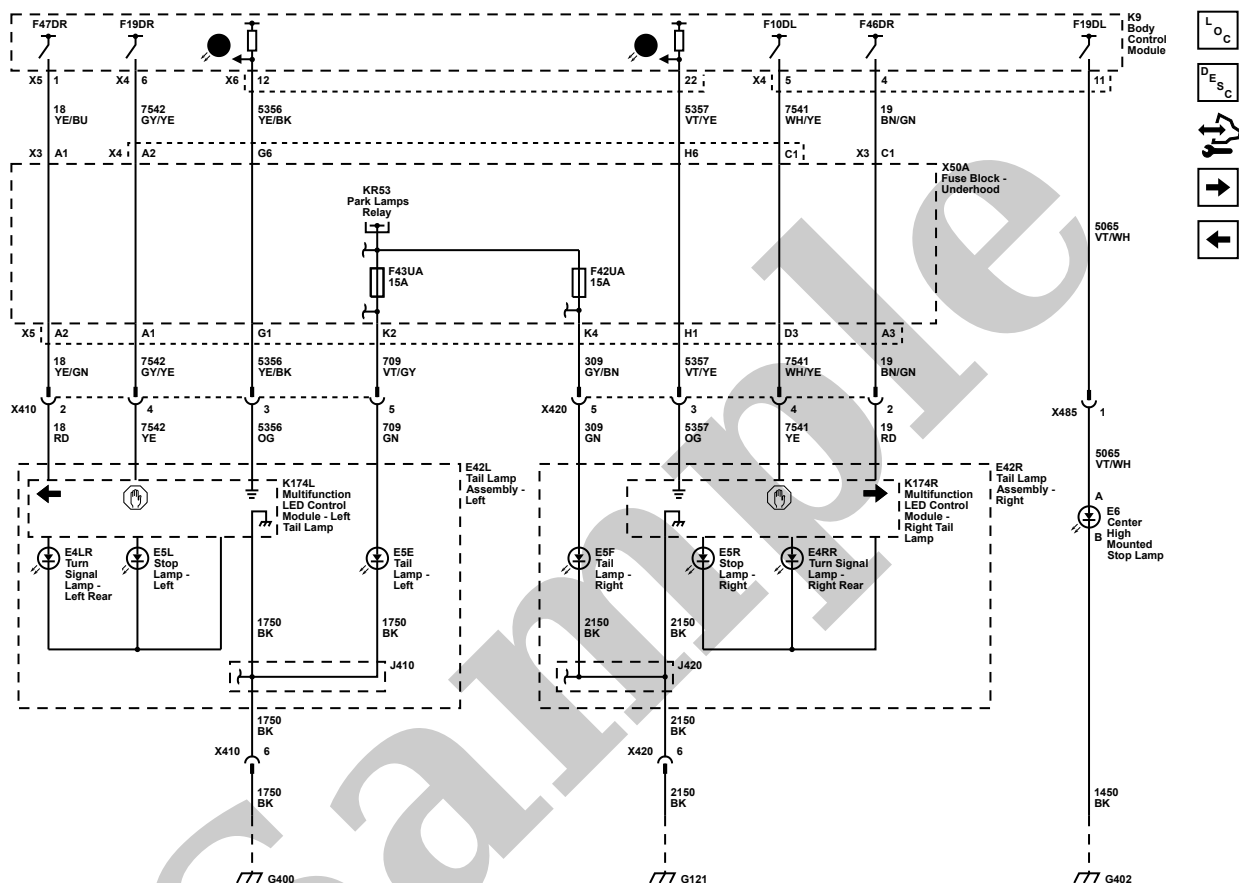 F47DR F19DR F10DL F46DR F19DL
K9
Body
Control
Module
L O C
D E S C
X5 1 X4 6 X6 12 22 X4 5 4 11
18 7542 5356 5357 7541 19
YE/BU GY/YE YE/BK VT/YE WH/YE BN/GN
X3 A1 X4 A2 G6 H6 C1 X3 C1
X50A
Fuse Block -
Underhood
KR53
Park Lamps
Relay
5065
VT/WH
F43UA F42UA
15A 15A
X5 A2 A1 G1 K2 K4 H1 D3 A3
18 7542 5356 709 309 5357 7541 19
YE/GN GY/YE YE/BK VT/GY GY/BN VT/YE WH/YE BN/GN
X410 2 4 3 5 X420 5 3 4 2 X485 1
18 7542 5356 709 309 5357 7541 19
RD YE OG GN GN OG YE RD
5065
VT/WH
E42L
Tail Lamp
Assembly -
Left
E42R
Tail Lamp
Assembly -
Right
K174L
Multifunction
LED Control
Module - Left
Tail Lamp
K174R
Multifunction
LED Control
Module -
Right Tail
Lamp
A
B
E6
Center
High
Mounted
Stop Lamp
E4LR
Turn
Signal
Lamp -
Left Rear
E5L
Stop
Lamp -
Left
E5E
Tail
Lamp -
Left
E5F
Tail
Lamp -
Right
E5R
Stop
Lamp -
Right
E4RR
Turn Signal
Lamp -
Right Rear
1750 1750 2150 2150
BK BK BK BK
J410 J420
1750 2150
BK BK
X410 6 X420 6
1750 2150 1450
BK BK BK
G400 G121 G402
Sample